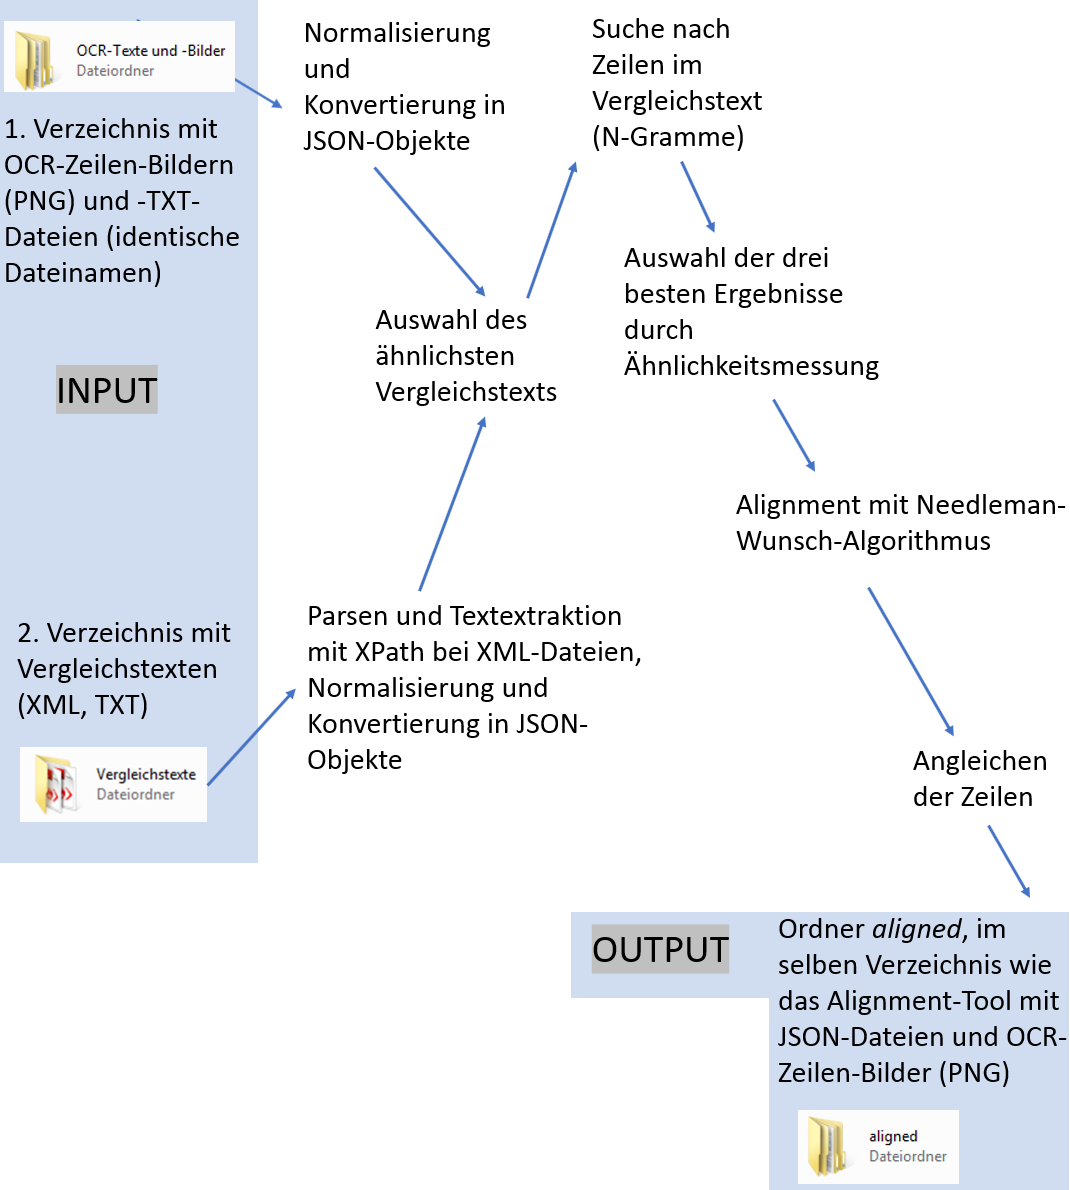 OCR-Texte und -Bilder
Dateiordner
1. Verzeichnis mit
OCR-Zeilen-Bildern
(PNG) und -TXT-
Dateien (identische
Dateinamen)
INPUT
2. Verzeichnis mit
Vergleichstexten
(XML, TXT)
Vergleichstexte
Dateiordner
Normalisierung
und
Konvertierung in
JSON-Objekte
Parsen und Textextraktion
mit XPath bei XML-Dateien,
Normalisierung und
Konvertierung in JSON-
Objekte
Auswahl des
ähnlichsten
Vergleichstexts
Suche nach
Zeilen im
Vergleichstext
(N-Gramme)
Auswahl der drei
besten Ergebnisse
durch
Ähnlichkeitsmessung
Alignment mit Needleman-
Wunsch-Algorithmus
Angleichen
der Zeilen
OUTPUT
Ordner aligned, im
selben Verzeichnis wie
das Alignment-Tool mit
JSON-Dateien und OCR-
Zeilen-Bilder (PNG)
aligned
Dateiordner